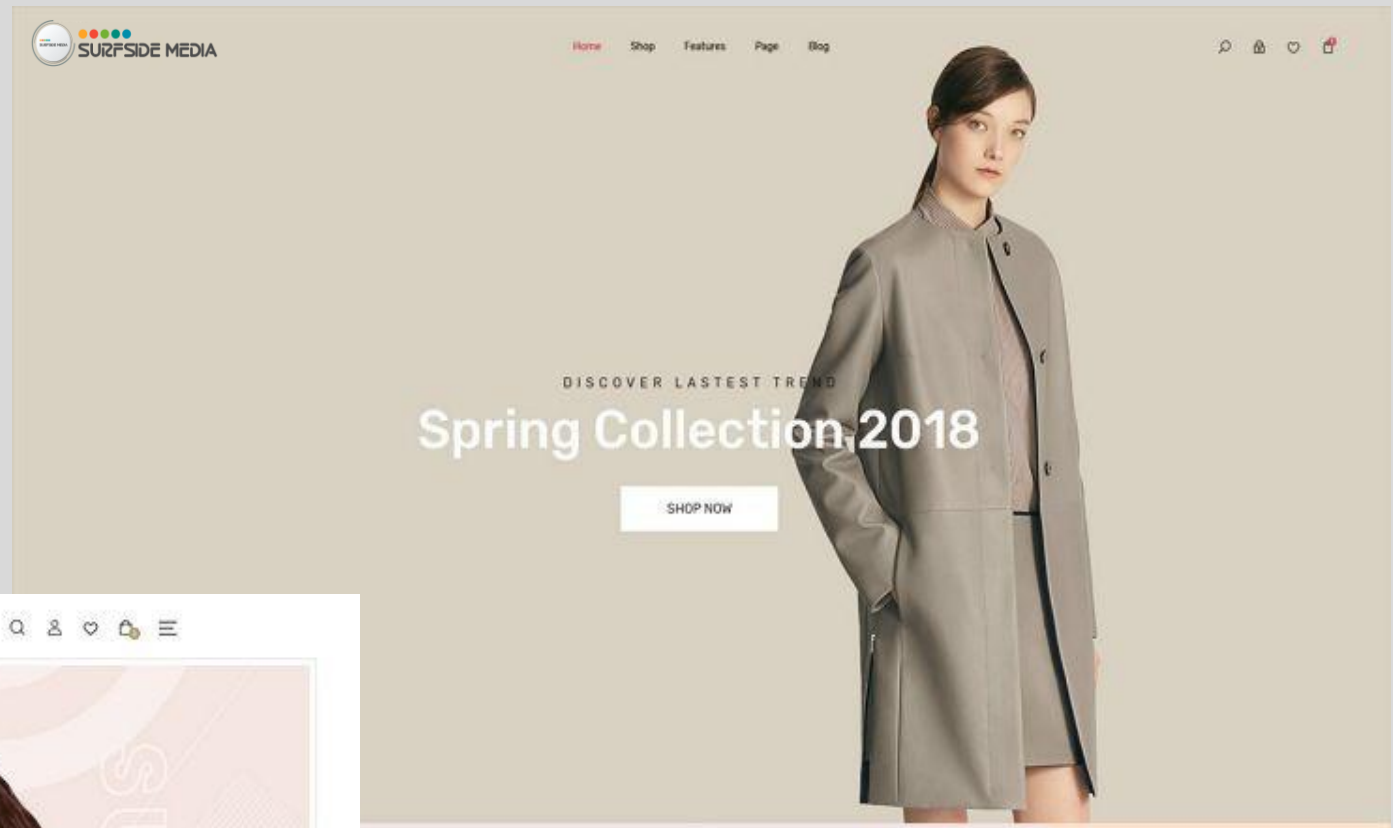 SURFSIDE MEDIA
Home Shop Features Page Blog
DISCOVER LASTEST TREND
Spring Collection 2018
SHOP NOW